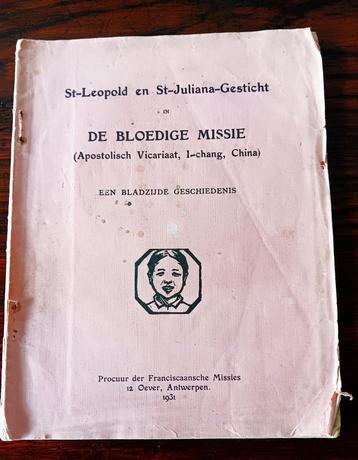 St-Leopold en St-Juliana-Gesticht
IN
DE BLOEDIGE MISSIE
(Apostolisch Vicariaat, I-chang, China)
EEN BLADZIJDE GESCHIEDENIS
Procuur der Franciscaansche Missies
12 Oever, Antwerpen.
1931